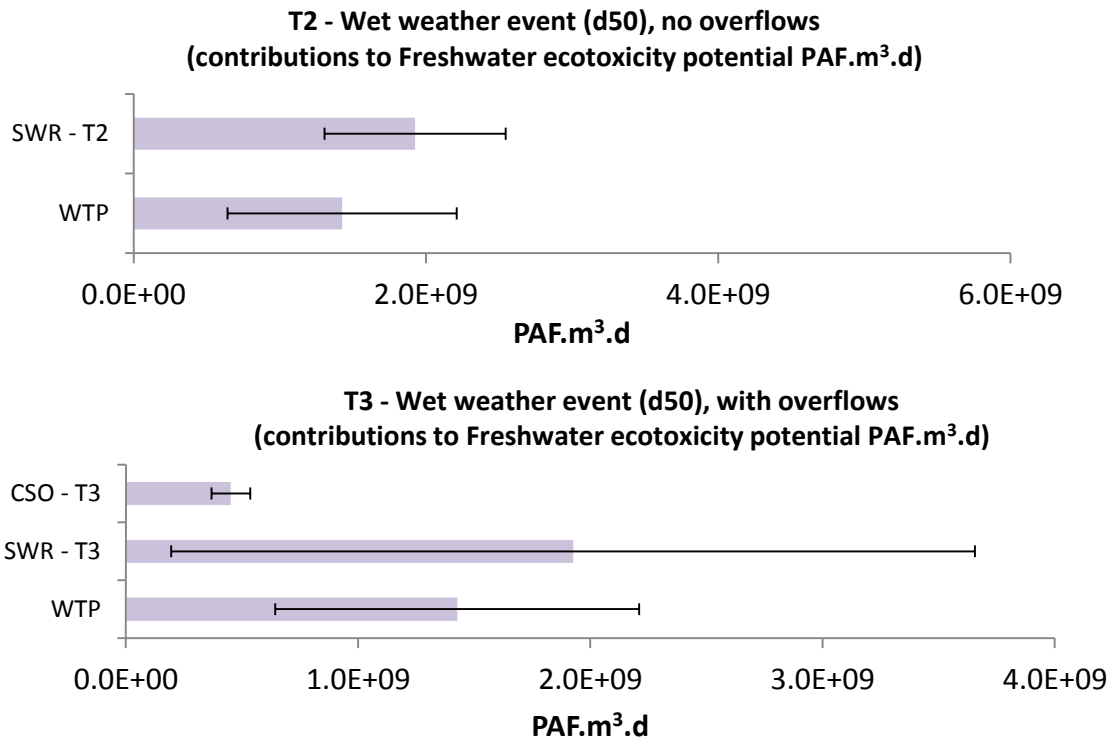 T2 - Wet weather event (d50), no overflows
(contributions to Freshwater ecotoxicity potential PAF.m³.d)
SWR - T2
WTP
0.0E+00 2.0E+09 4.0E+09 6.0E+09
PAF.m³.d
T3 - Wet weather event (d50), with overflows
(contributions to Freshwater ecotoxicity potential PAF.m³.d)
CSO - T3
SWR - T3
WTP
0.0E+00 1.0E+09 2.0E+09 3.0E+09 4.0E+09
PAF.m³.d